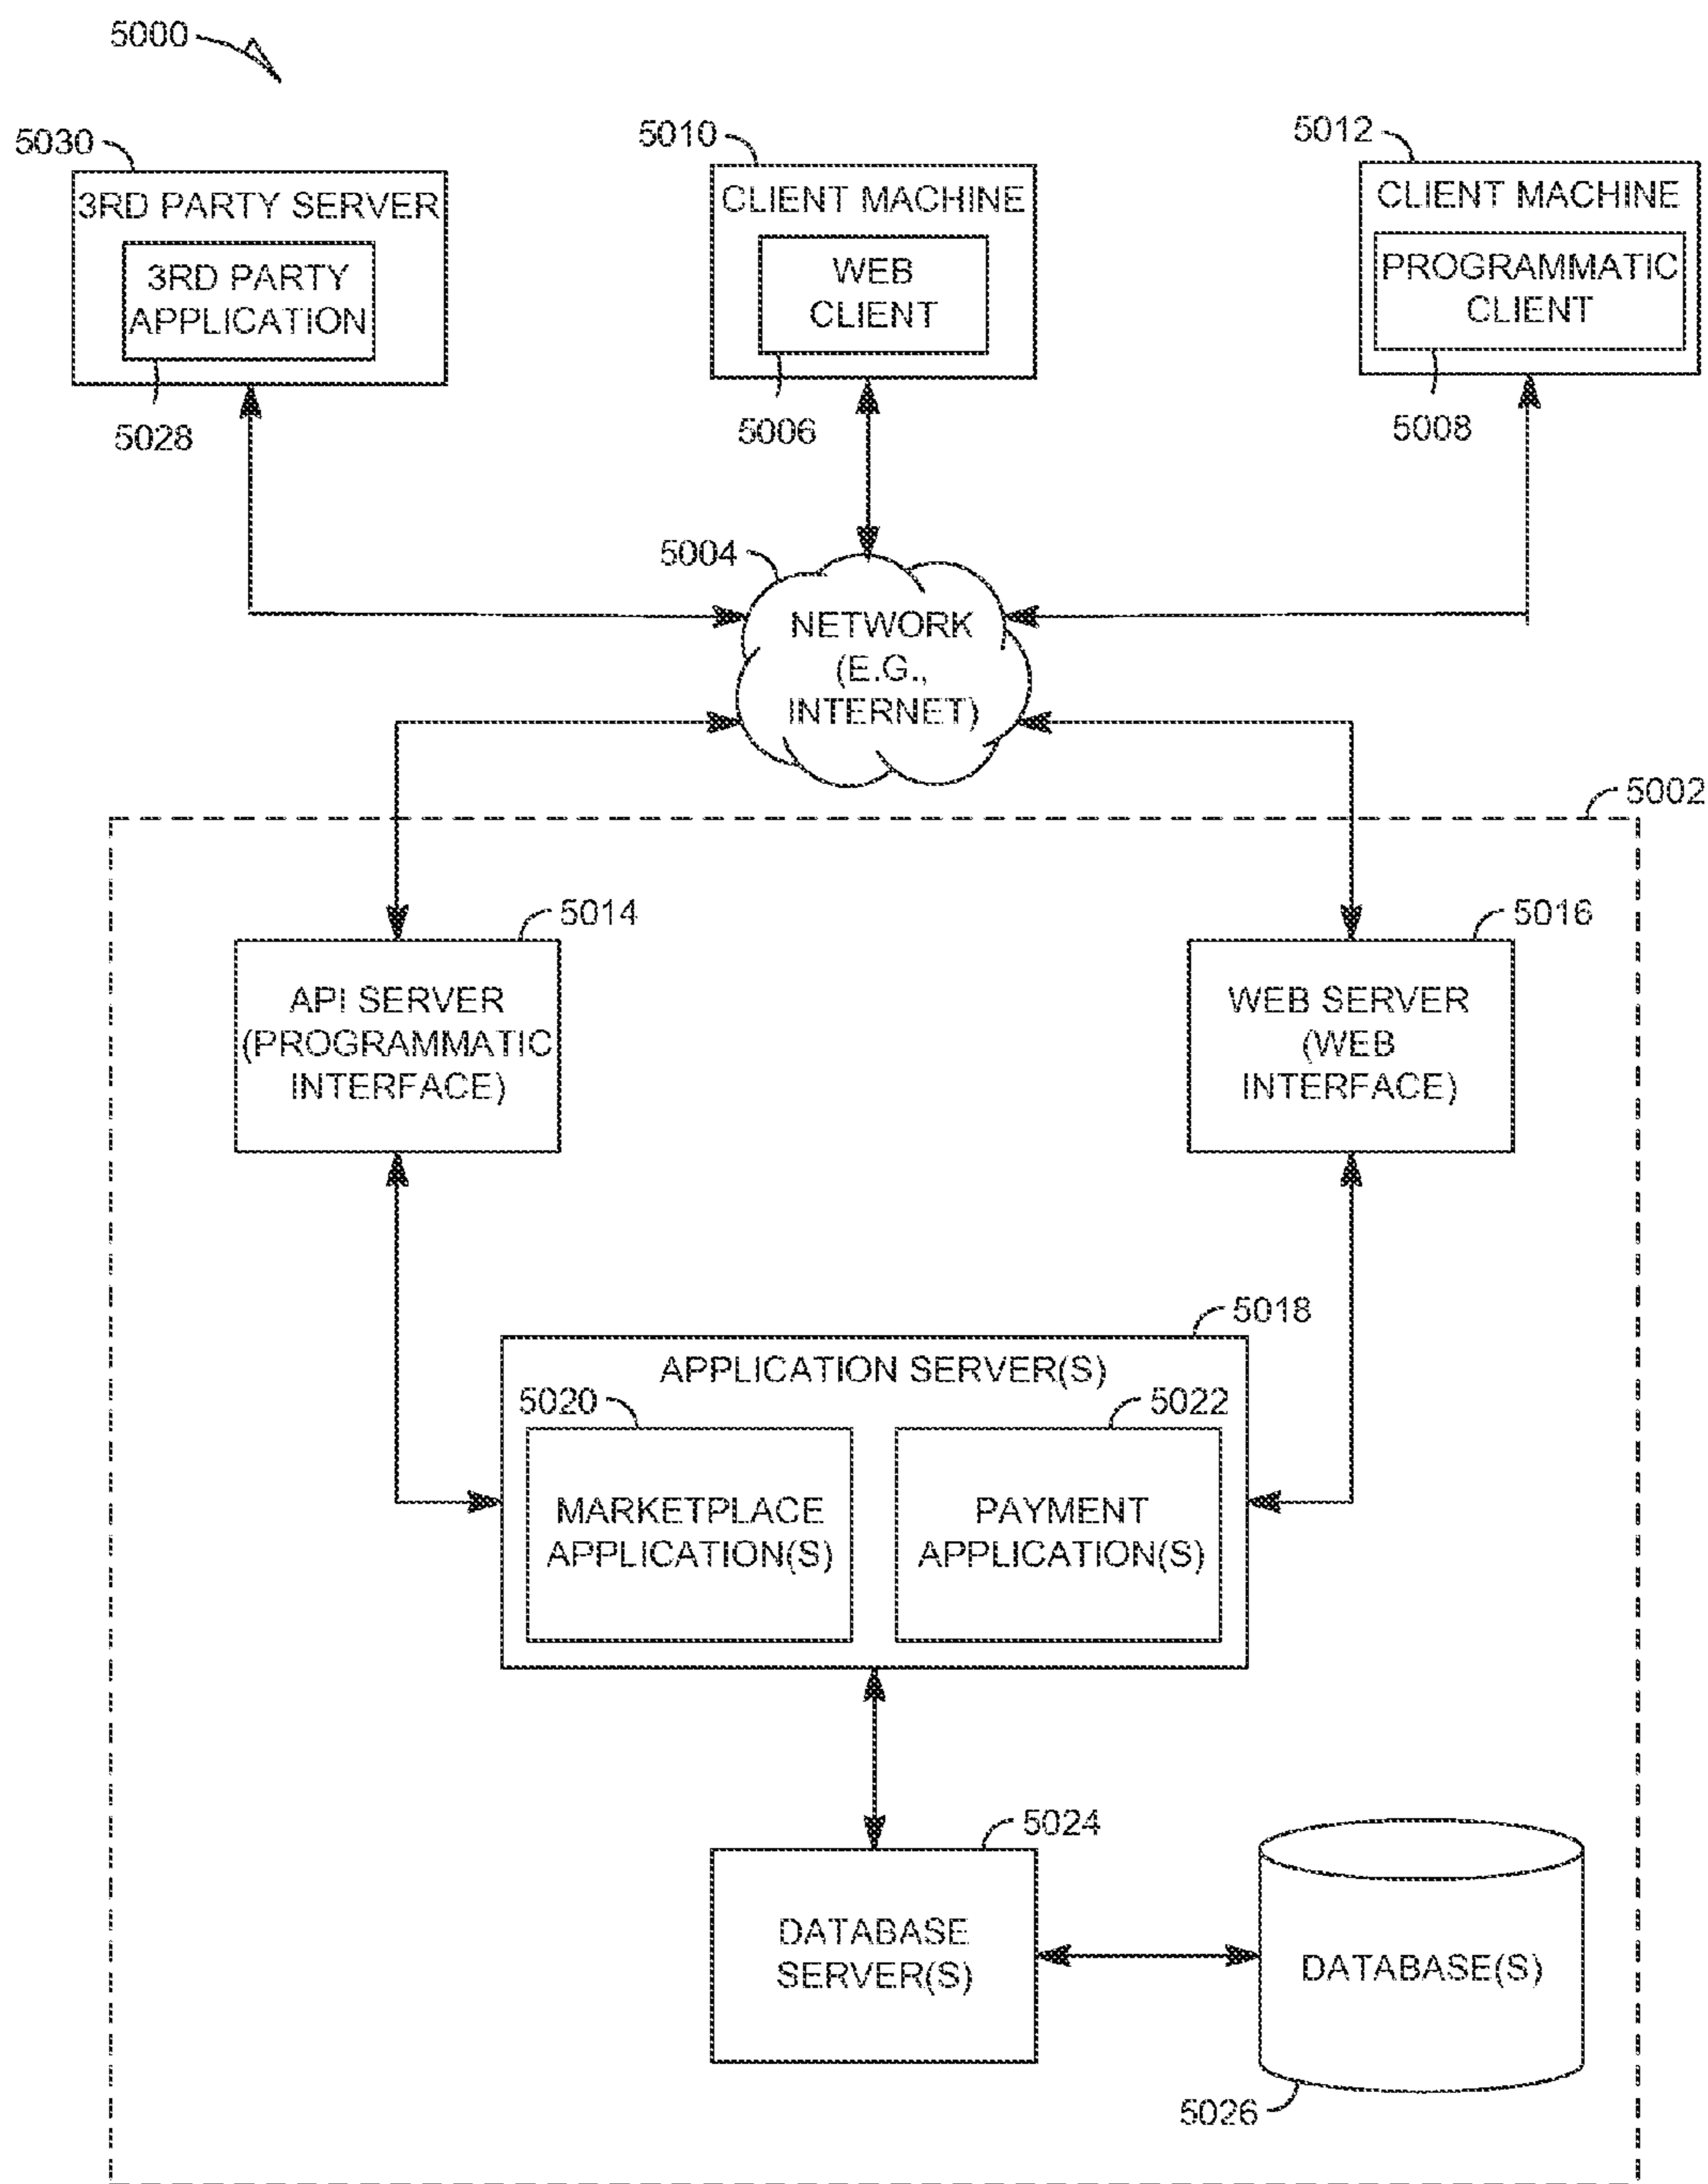 5000
5030
3RD PARTY SERVER
3RD PARTY
APPLICATION
5028
5010
CLIENT MACHINE
WEB
CLIENT
5006
5012
CLIENT MACHINE
PROGRAMMATIC
CLIENT
5008
5004
NETWORK
(E.G.,
INTERNET)
5002
5014
API SERVER
(PROGRAMMATIC
INTERFACE)
5016
WEB SERVER
(WEB
INTERFACE)
5018
APPLICATION SERVER(S)
5020
MARKETPLACE
APPLICATION(S)
5022
PAYMENT
APPLICATION(S)
5024
DATABASE
SERVER(S)
DATABASE(S)
5026